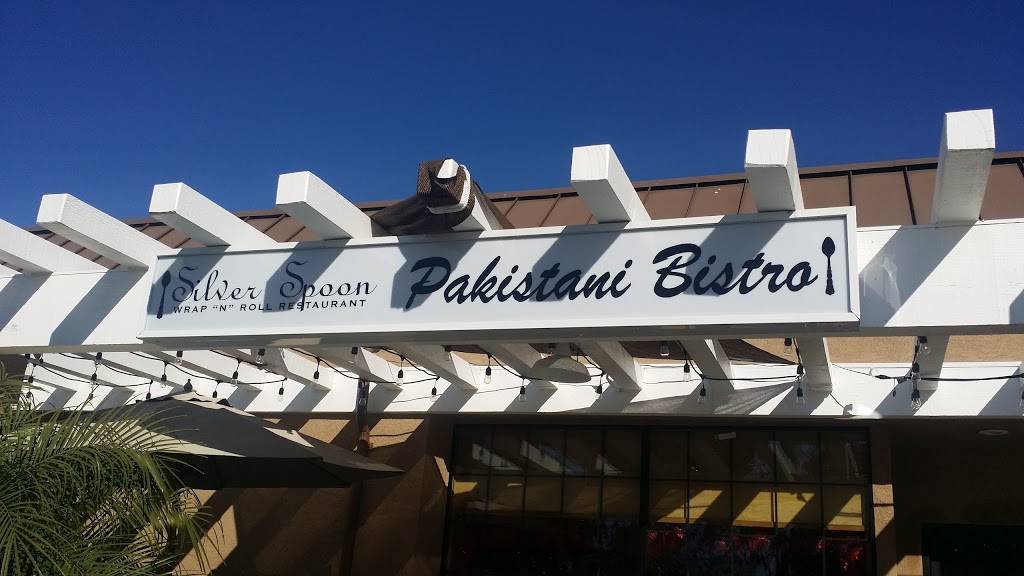 Silver Spoon
WRAP "N" ROLL RESTAURANT
Pakistani Bistro